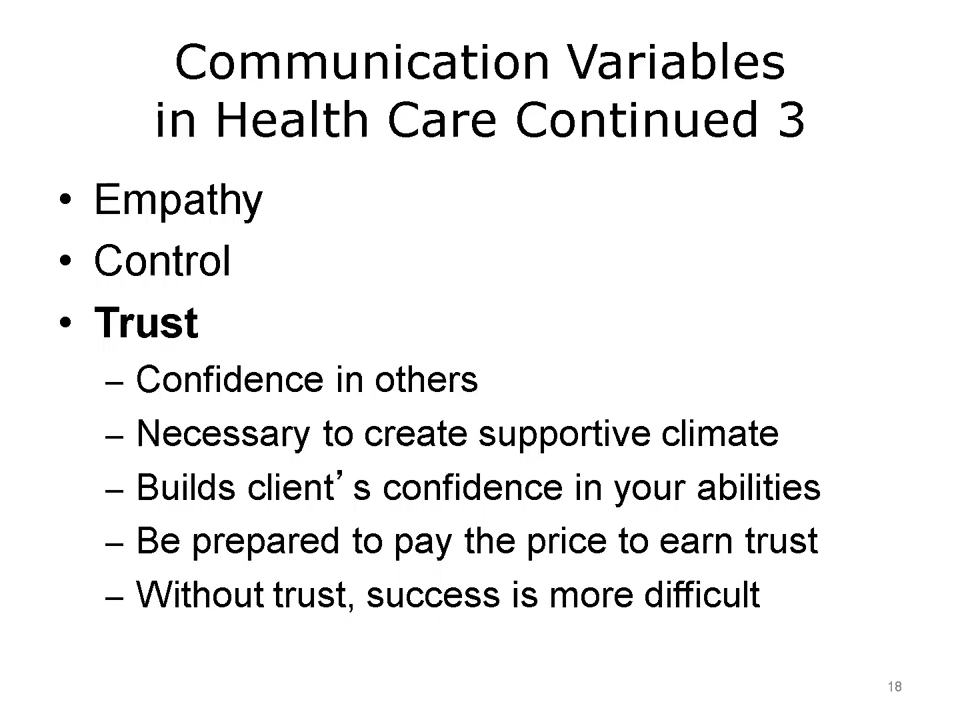 Communication Variables
in Health Care Continued 3
• Empathy
• Control
• Trust
– Confidence in others
– Necessary to create supportive climate
– Builds client’s confidence in your abilities
– Be prepared to pay the price to earn trust
– Without trust, success is more difficult
18